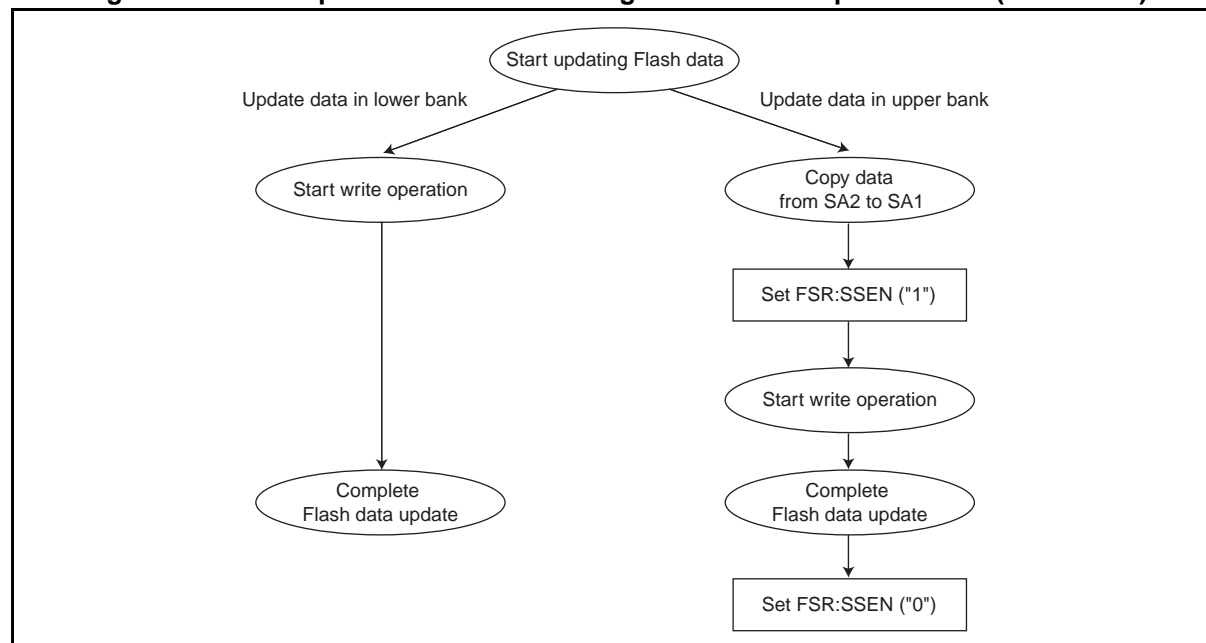 Start updating Flash data
Update data in lower bank
Update data in upper bank
Start write operation
Copy data
from SA2 to SA1
Set FSR:SSEN ("1")
Start write operation
Complete
Flash data update
Complete
Flash data update
Set FSR:SSEN ("0")